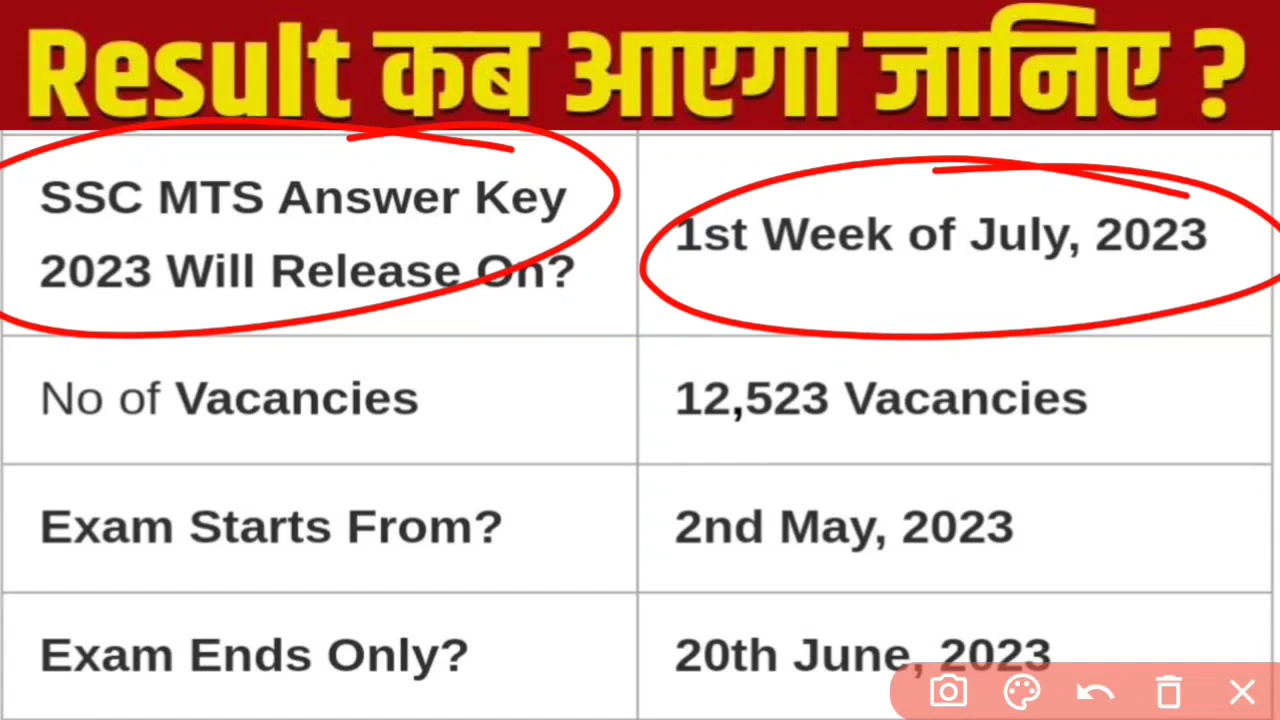 Result कब आएगा जानिए ?
SSC MTS Answer Key
2023 Will Release On?
1st Week of July, 2023
No of Vacancies
12,523 Vacancies
Exam Starts From?
2nd May, 2023
Exam Ends Only?
20th June, 2023